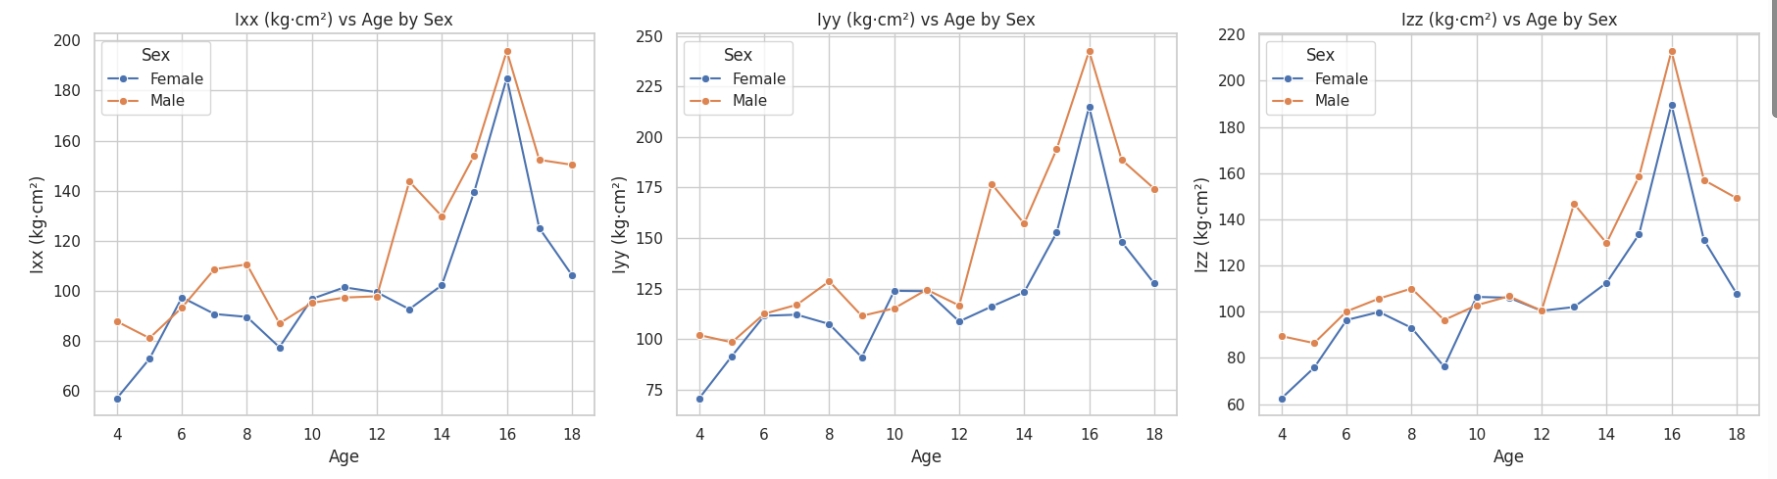 Ixx (kg·cm²) vs Age by Sex
200
180
160
140
120
100
80
60
Ixx (kg·cm²)
Sex
Female
Male
4 6 8 10 12 14 16 18
Age
Iyy (kg·cm²) vs Age by Sex
250
225
200
175
150
125
100
75
Iyy (kg·cm²)
Sex
Female
Male
4 6 8 10 12 14 16 18
Age
Izz (kg·cm²) vs Age by Sex
220
200
180
160
140
120
100
80
60
Izz (kg·cm²)
Sex
Female
Male
4 6 8 10 12 14 16 18
Age